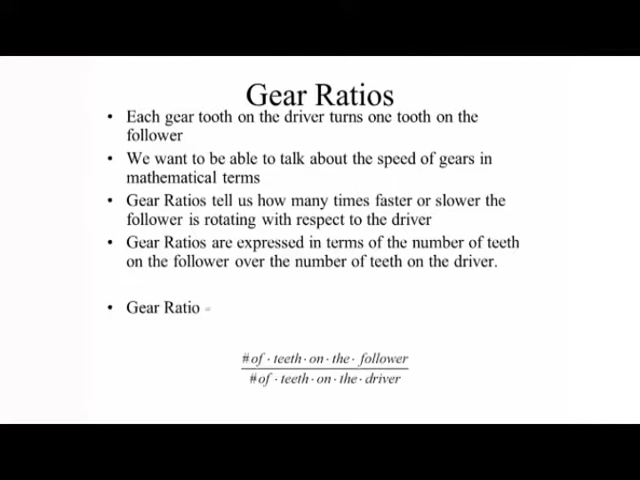 Gear Ratios
• Each gear tooth on the driver turns one tooth on the
follower
• We want to be able to talk about the speed of gears in
mathematical terms
• Gear Ratios tell us how many times faster or slower the
follower is rotating with respect to the driver
• Gear Ratios are expressed in terms of the number of teeth
on the follower over the number of teeth on the driver.
• Gear Ratio =
# of · teeth · on · the · follower
# of · teeth · on · the · driver